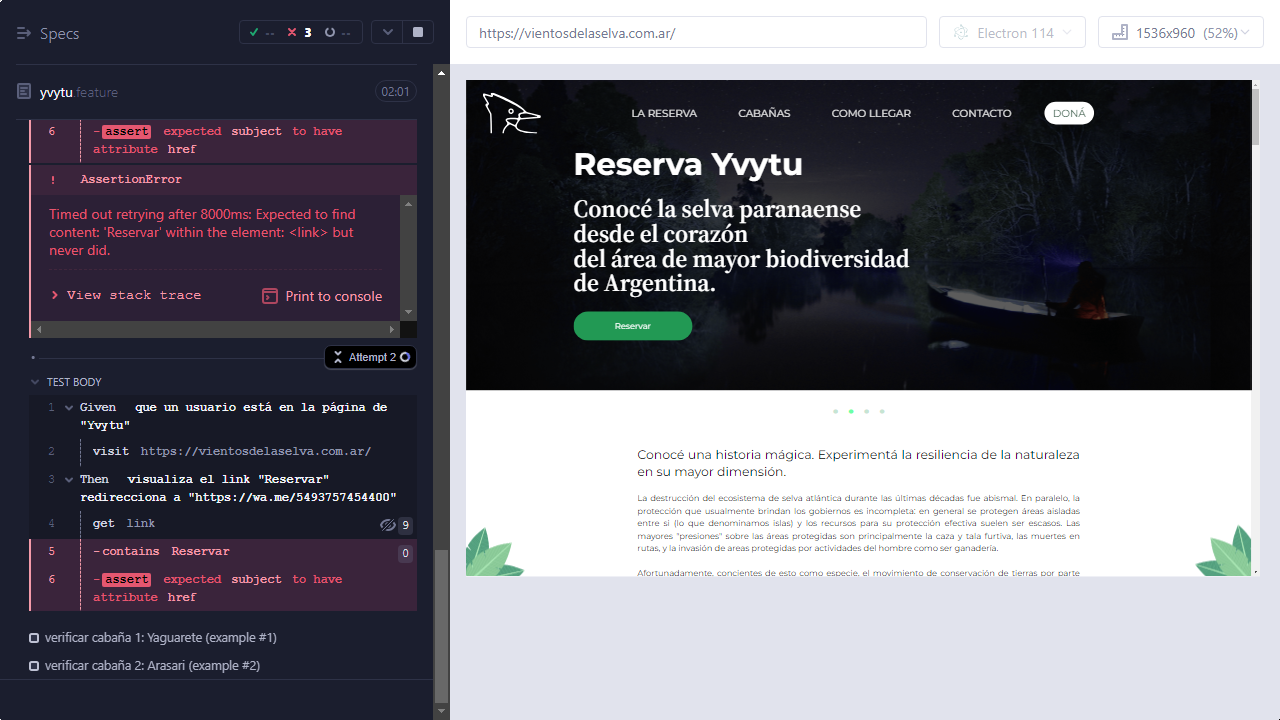 Specs
--
3
--
https://vientosdelaselva.com.ar/
Electron 114
1536x960 (52%)
yvytu.feature
02:01
6 -assert expected subject to have
attribute href
! AssertionError
Timed out retrying after 8000ms: Expected to find
content: 'Reservar' within the element: <link> but
never did.
View stack trace
Print to console
Attempt 2
TEST BODY
1 Given que un usuario está en la página de
"Yvytu"
2 visit https://vientosdelaselva.com.ar/
3 Then visualiza el link "Reservar"
redirecciona a "https://wa.me/5493757454400"
4 get link 9
5 -contains Reservar 0
6 -assert expected subject to have
attribute href
verificar cabaña 1: Yaguarete (example #1)
verificar cabaña 2: Arasari (example #2)
LA RESERVA
CABAÑAS
COMO LLEGAR
CONTACTO
DONÁ
Reserva Yvytu
Conocé la selva paranaense
desde el corazón
del área de mayor biodiversidad
de Argentina.
Reservar
Conocé una historia mágica. Experimentá la resiliencia de la naturaleza
en su mayor dimensión.
La destrucción del ecosistema de selva atlántica durante las últimas décadas fue abismal. En paralelo, la
protección que usualmente brindan los gobiernos es incompleta: en general se protegen áreas aisladas
entre si (lo que denominamos islas) y los recursos para su protección efectiva suelen ser escasos. Las
mayores "presiones" sobre las áreas protegidas son principalmente la caza y tala furtiva, las muertes en
rutas, y la invasión de areas protegidas por actividades del hombre como ser ganadería.
Afortunadamente, concientes de esto como especie, el movimiento de conservación de tierras por parte